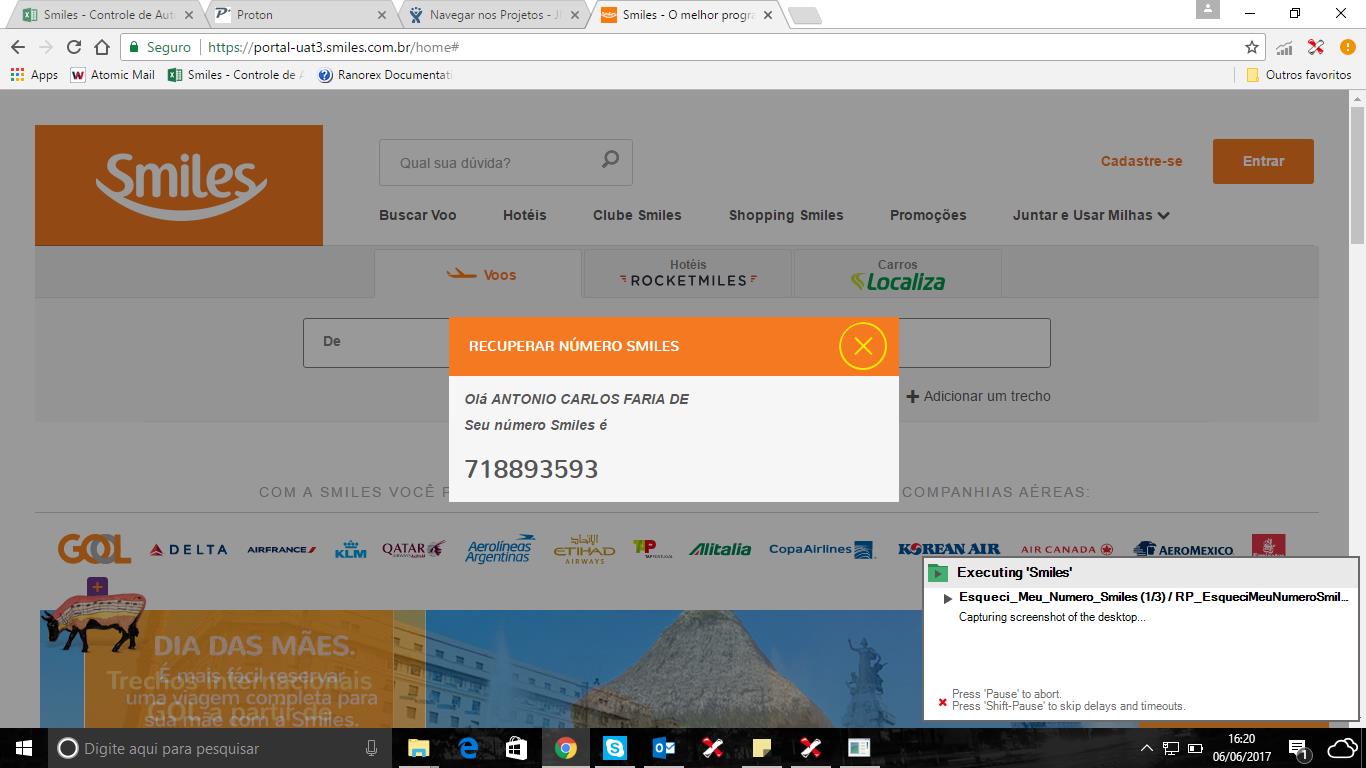 Smiles - Controle de Aut
Proton
Navegar nos Projetos - JI
Smiles - O melhor progra
Seguro
https://portal-uat3.smiles.com.br/home#
Apps
Atomic Mail
Smiles - Controle de A
Ranorex Documentati
Outros favoritos
Smiles
Qual sua dúvida?
Cadastre-se
Entrar
Buscar Voo
Hotéis
Clube Smiles
Shopping Smiles
Promoções
Juntar e Usar Milhas
Voos
Hotéis
ROCKETMILES
Carros
Localiza
De
RECUPERAR NÚMERO SMILES
Olá ANTONIO CARLOS FARIA DE
Seu número Smiles é
718893593
+ Adicionar um trecho
COM A SMILES VOCÊ
COMPANHIAS AÉREAS:
GOL
DELTA
AIRFRANCE
KLM
QATAR
Aerolíneas Argentinas
ETIHAD
AIRWAYS
TAP
Alitalia
CopaAirlines
KOREAN AIR
AIR CANADA
AEROMEXICO
Emirates
DIA DAS MÃES.
É mais fácil reservar
Trechos internacionais
uma viagem completa para
GOL a partir de
sua mãe com a Smiles.
Executing 'Smiles'
Esqueci_Meu_Numero_Smiles (1/3) / RP_EsqueciMeuNumeroSmil...
Capturing screenshot of the desktop...
Press 'Pause' to abort.
Press 'Shift-Pause' to skip delays and timeouts.
Digite aqui para pesquisar
16:20
06/06/2017
1